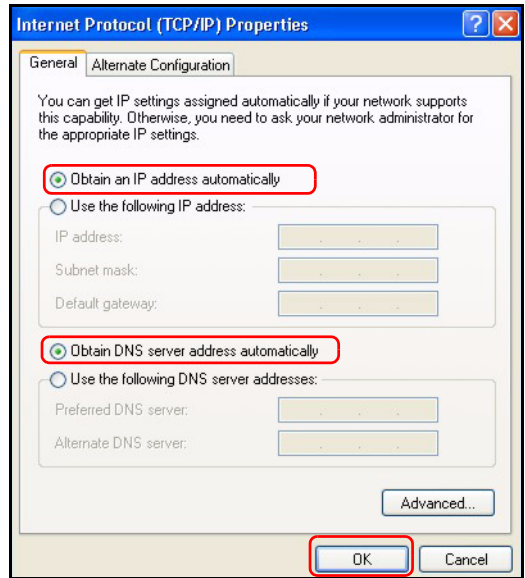 Internet Protocol (TCP/IP) Properties
General Alternate Configuration
You can get IP settings assigned automatically if your network supports
this capability. Otherwise, you need to ask your network administrator for
the appropriate IP settings.
Obtain an IP address automatically
Use the following IP address:
IP address:
Subnet mask:
Default gateway:
Obtain DNS server address automatically
Use the following DNS server addresses:
Preferred DNS server:
Alternate DNS server:
Advanced...
OK Cancel